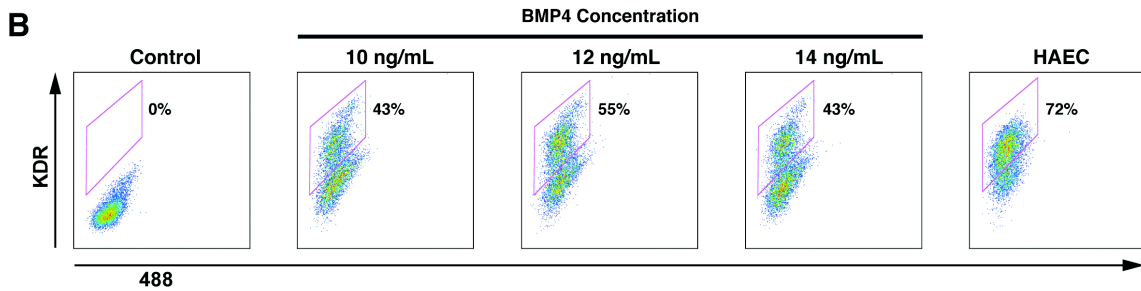 B
BMP4 Concentration
Control
10 ng/mL
12 ng/mL
14 ng/mL
HAEC
0%
43%
55%
43%
72%
KDR
488